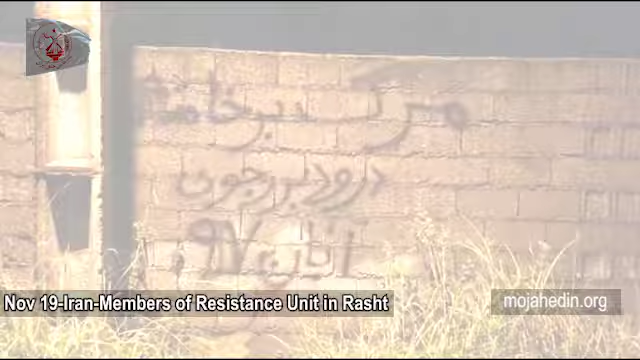 مرگ بر خامنه
درود بر رجوی
آبان ۹۷
Nov 19-Iran-Members of Resistance Unit in Rasht
mojahedin.org